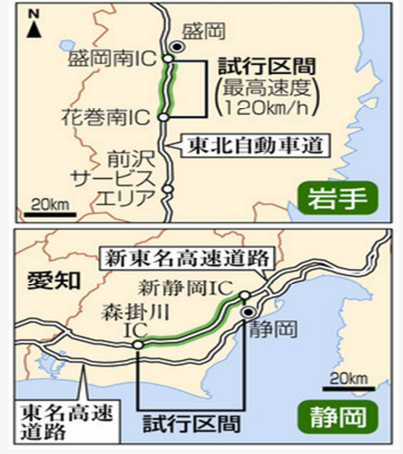 N
盛岡
盛岡南IC
試行区間
(最高速度
120km/h)
花巻南IC
東北自動車道
前沢
サービス
エリア
20km
岩手
新東名高速道路
愛知
新静岡IC
森掛川
IC
静岡
20km
東名高速
道路
試行区間
静岡